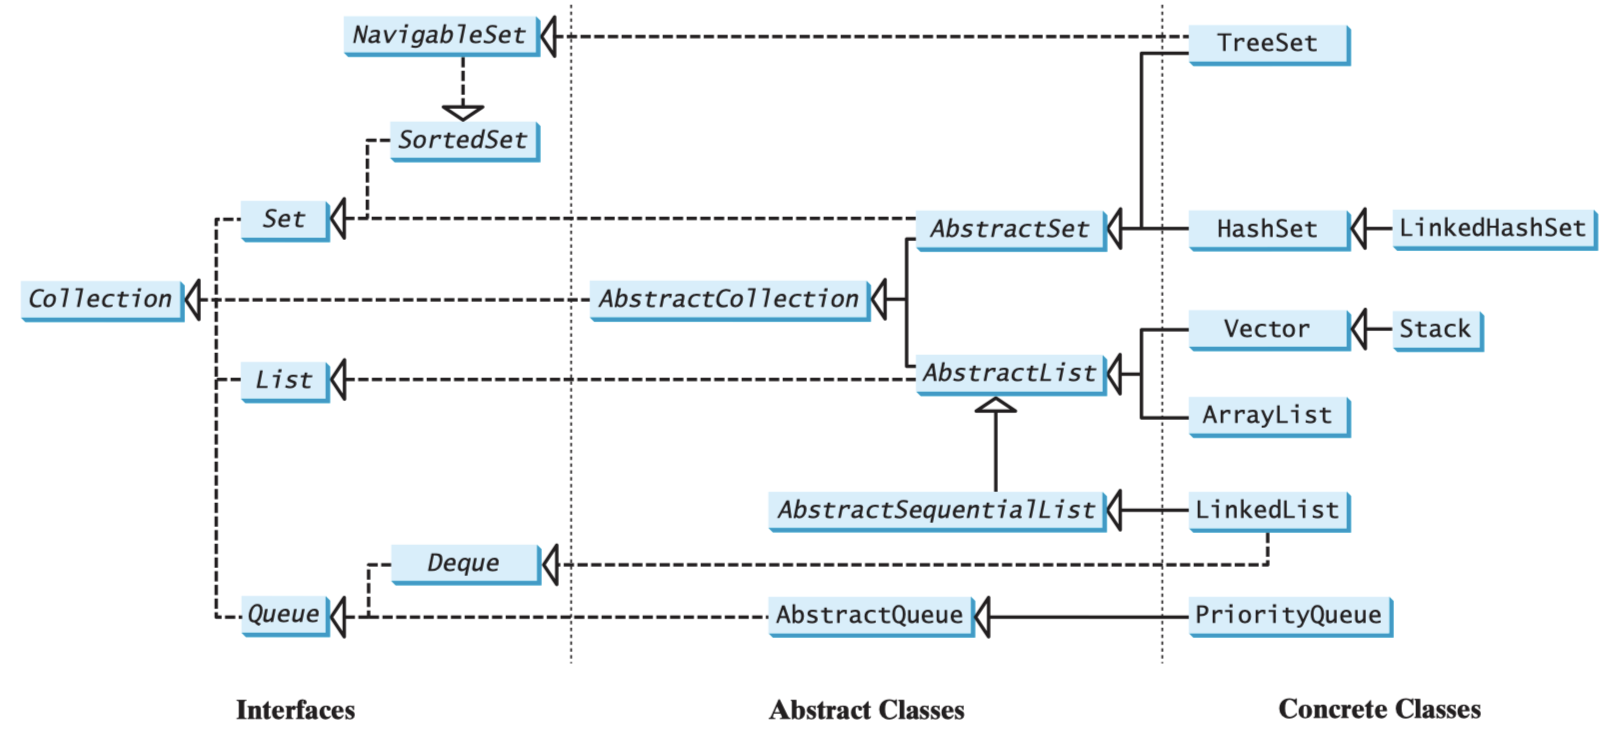 NavigableSet
TreeSet
SortedSet
Set
AbstractSet
HashSet
LinkedHashSet
Collection
AbstractCollection
Vector
Stack
List
AbstractList
ArrayList
AbstractSequentialList
LinkedList
Deque
Queue
AbstractQueue
PriorityQueue
Interfaces
Abstract Classes
Concrete Classes